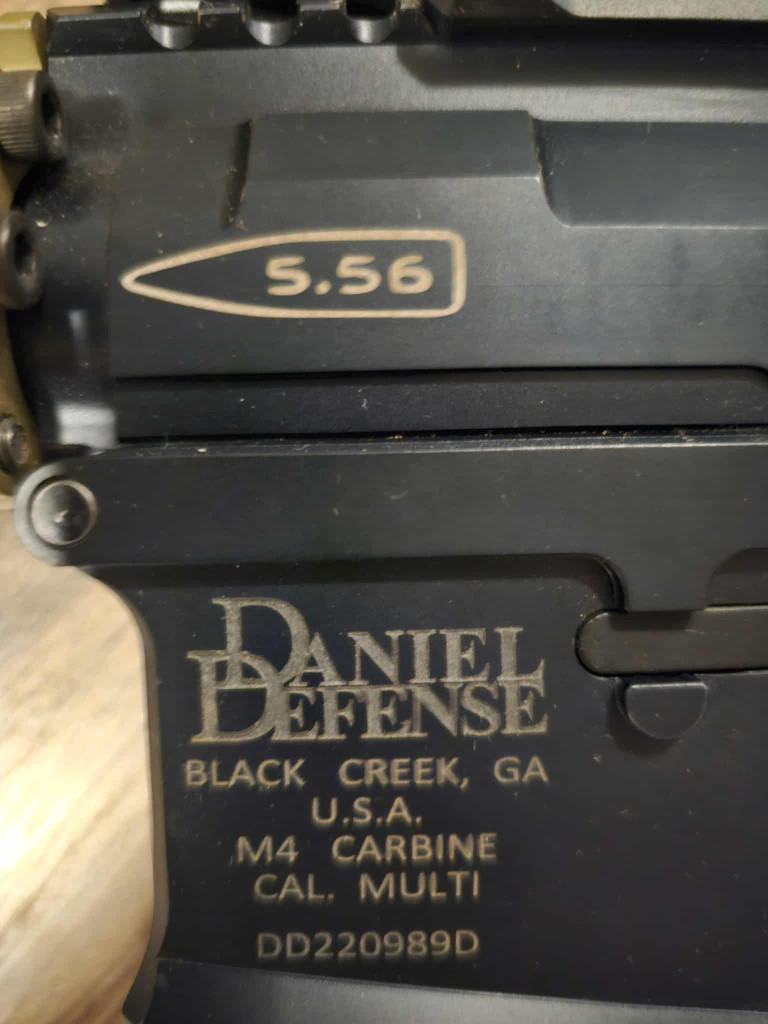 5.56
DANIEL
DEFENSE
BLACK CREEK, GA
U.S.A.
M4 CARBINE
CAL. MULTI
DD220989D